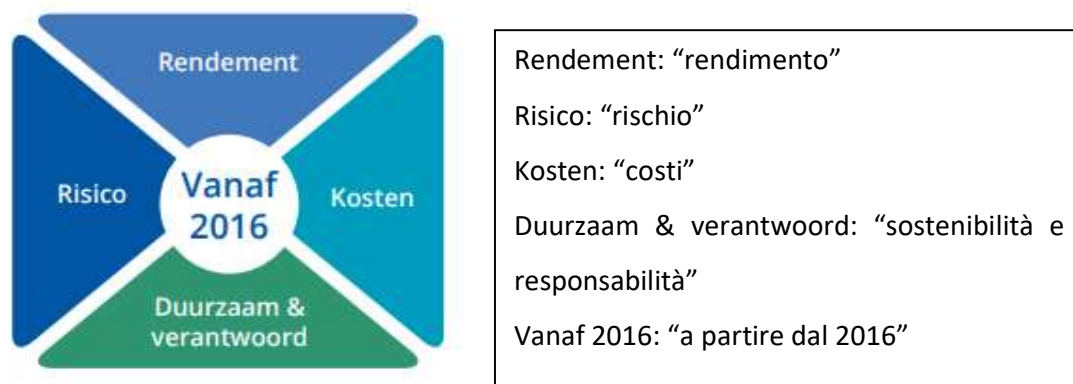 Rendement
Risico
Vanaf
2016
Kosten
Duurzaam &
verantwoord
Rendement: “rendimento”
Risico: “rischio”
Kosten: “costi”
Duurzaam & verantwoord: “sostenibilità e
responsabilità”
Vanaf 2016: “a partire dal 2016”